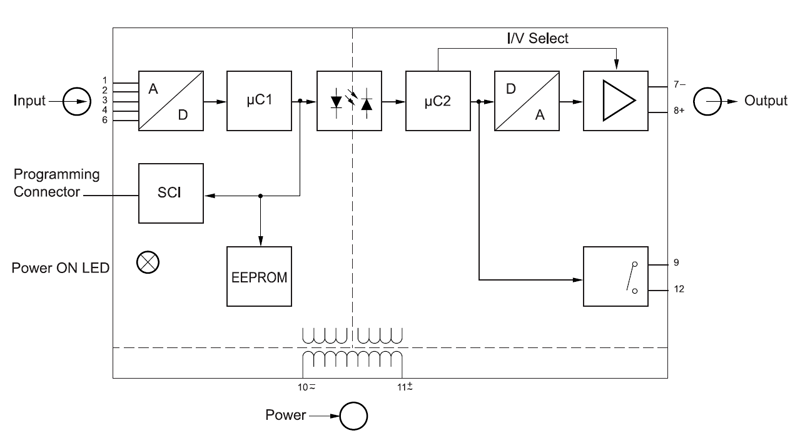 I/V Select
1
2
3
4
6
Input
A
D
µC1
µC2
D
A
7–
8+
Output
Programming
Connector
SCI
Power ON LED
EEPROM
9
12
10 ⎓
11 ±
Power